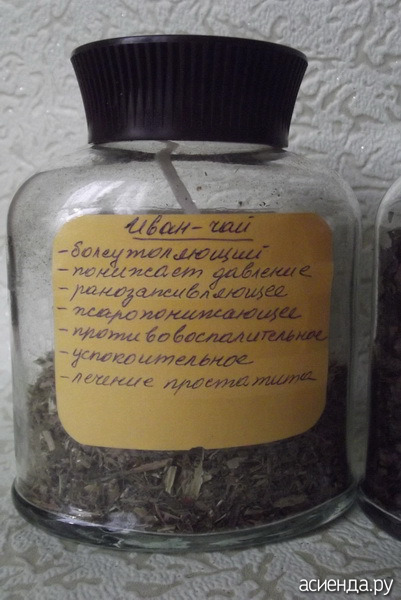 Иван-чай
- болеутоляющий
- понижает давление
- ранозаживляющее
- жаропонижающее
- противовоспалительное
- успокоительное
- лечение простатита
асиенда.ру